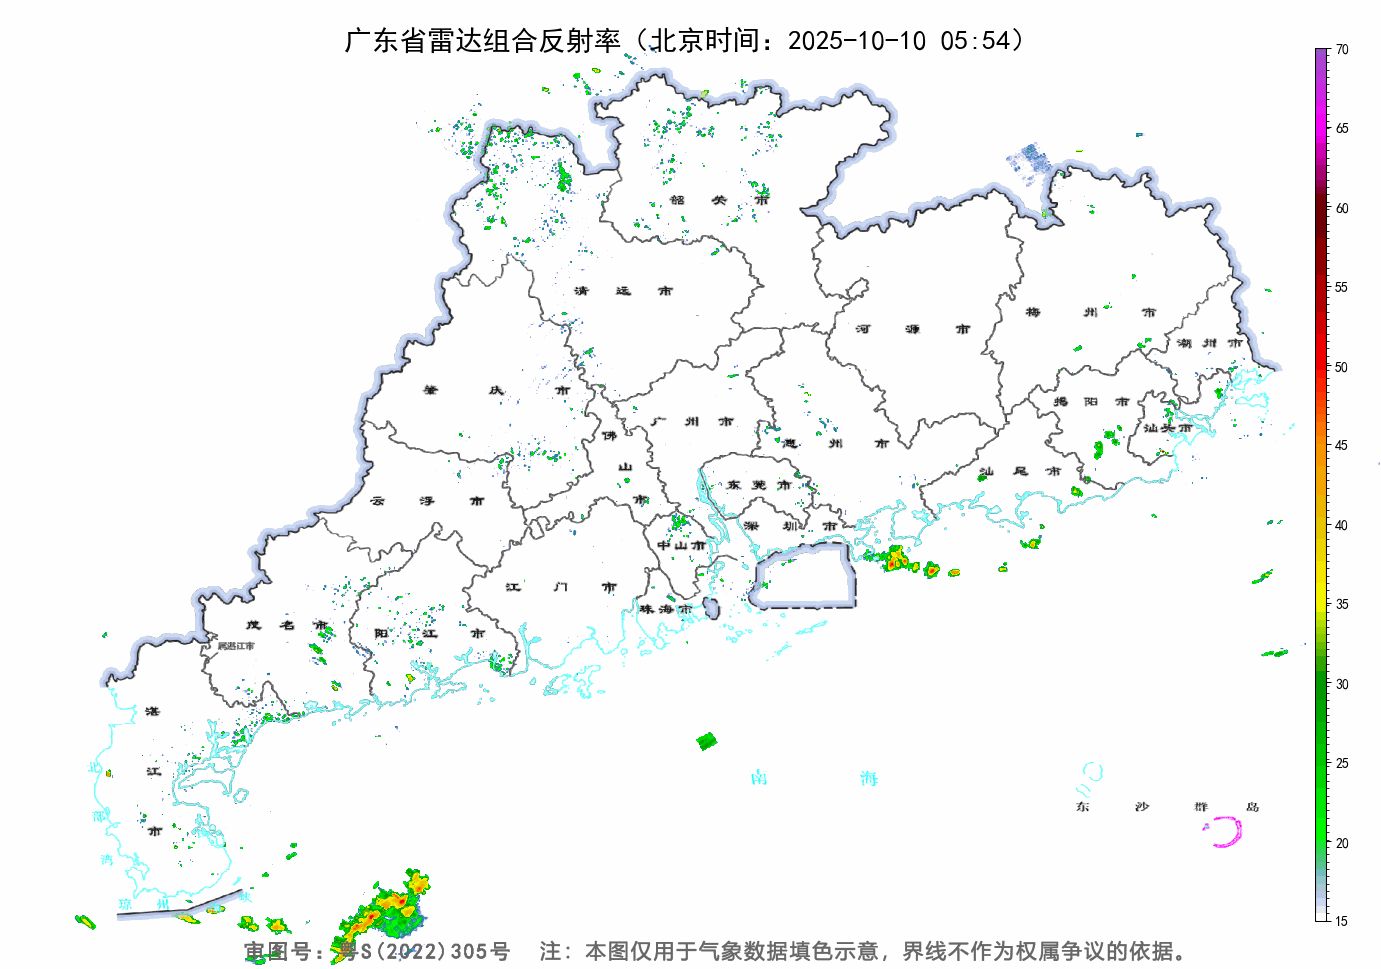 广东省雷达组合反射率（北京时间：2025-10-10 05:54）
70
65
60
55
50
45
40
35
30
25
20
15
韶关市
清远市
河源市
梅州市
潮州市
肇庆市
广州市
佛山市
惠州市
揭阳市
汕头市
汕尾市
云浮市
东莞市
深圳市
中山市
江门市
珠海市
茂名市
阳江市
属湛江市
湛江市
北部湾
琼州海峡
南海
东沙群岛
审图号：粤S(2022)305号 注：本图仅用于气象数据填色示意，界线不作为权属争议的依据。